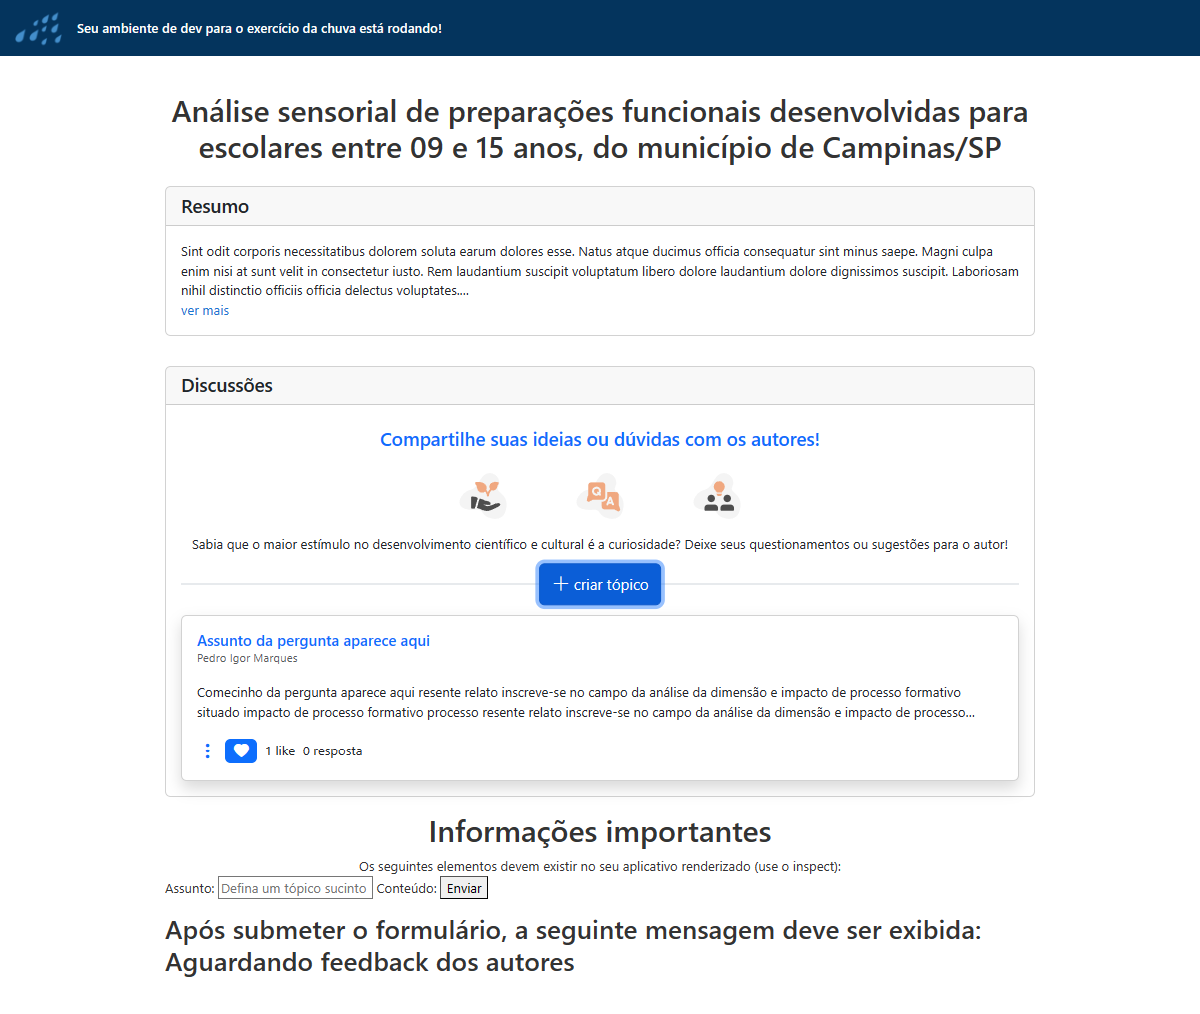 Seu ambiente de dev para o exercício da chuva está rodando!
Análise sensorial de preparações funcionais desenvolvidas para
escolares entre 09 e 15 anos, do município de Campinas/SP
Resumo
Sint odit corporis necessitatibus dolorem soluta earum dolores esse. Natus atque ducimus officia consequatur sint minus saepe. Magni culpa
enim nisi at sunt velit in consectetur iusto. Rem laudantium suscipit voluptatum libero dolore laudantium dolore dignissimos suscipit. Laboriosam
nihil distinctio officiis officia delectus voluptates....
ver mais
Discussões
Compartilhe suas ideias ou dúvidas com os autores!
Q A
Sabia que o maior estímulo no desenvolvimento científico e cultural é a curiosidade? Deixe seus questionamentos ou sugestões para o autor!
criar tópico
Assunto da pergunta aparece aqui
Pedro Igor Marques
Comecinho da pergunta aparece aqui resente relato inscreve-se no campo da análise da dimensão e impacto de processo formativo
situado impacto de processo formativo processo resente relato inscreve-se no campo da análise da dimensão e impacto de processo...
1 like 0 resposta
Informações importantes
Os seguintes elementos devem existir no seu aplicativo renderizado (use o inspect):
Assunto: Defina um tópico sucinto Conteúdo: Enviar
Após submeter o formulário, a seguinte mensagem deve ser exibida:
Aguardando feedback dos autores